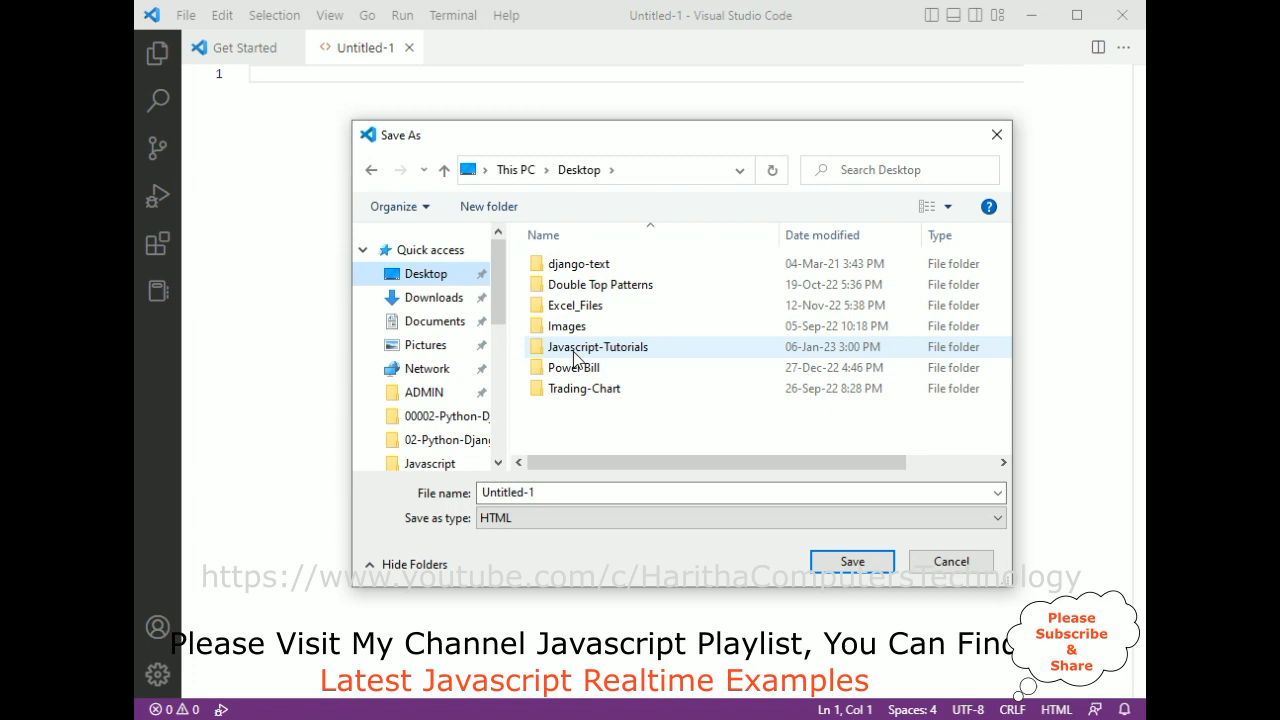 File Edit Selection View Go Run Terminal Help Untitled-1 - Visual Studio Code
Get Started Untitled-1
1
Save As
This PC Desktop Search Desktop
Organize New folder
Name Date modified Type
Quick access
Desktop
Downloads
Documents
Pictures
Network
ADMIN
00002-Python-Dj
02-Python-Djang
Javascript
django-text 04-Mar-21 3:43 PM File folder
Double Top Patterns 19-Oct-22 5:36 PM File folder
Excel_Files 12-Nov-22 5:38 PM File folder
Images 05-Sep-22 10:18 PM File folder
Javascript-Tutorials 06-Jan-23 3:00 PM File folder
Power Bill 27-Dec-22 4:46 PM File folder
Trading-Chart 26-Sep-22 8:28 PM File folder
File name: Untitled-1
Save as type: HTML
Hide Folders Save Cancel
https://www.youtube.com/c/HarithaComputersTechnology
Please Visit My Channel Javascript Playlist, You Can Find
Latest Javascript Realtime Examples
Please
Subscribe
&
Share
0 0 Ln 1, Col 1 Spaces: 4 UTF-8 CRLF HTML